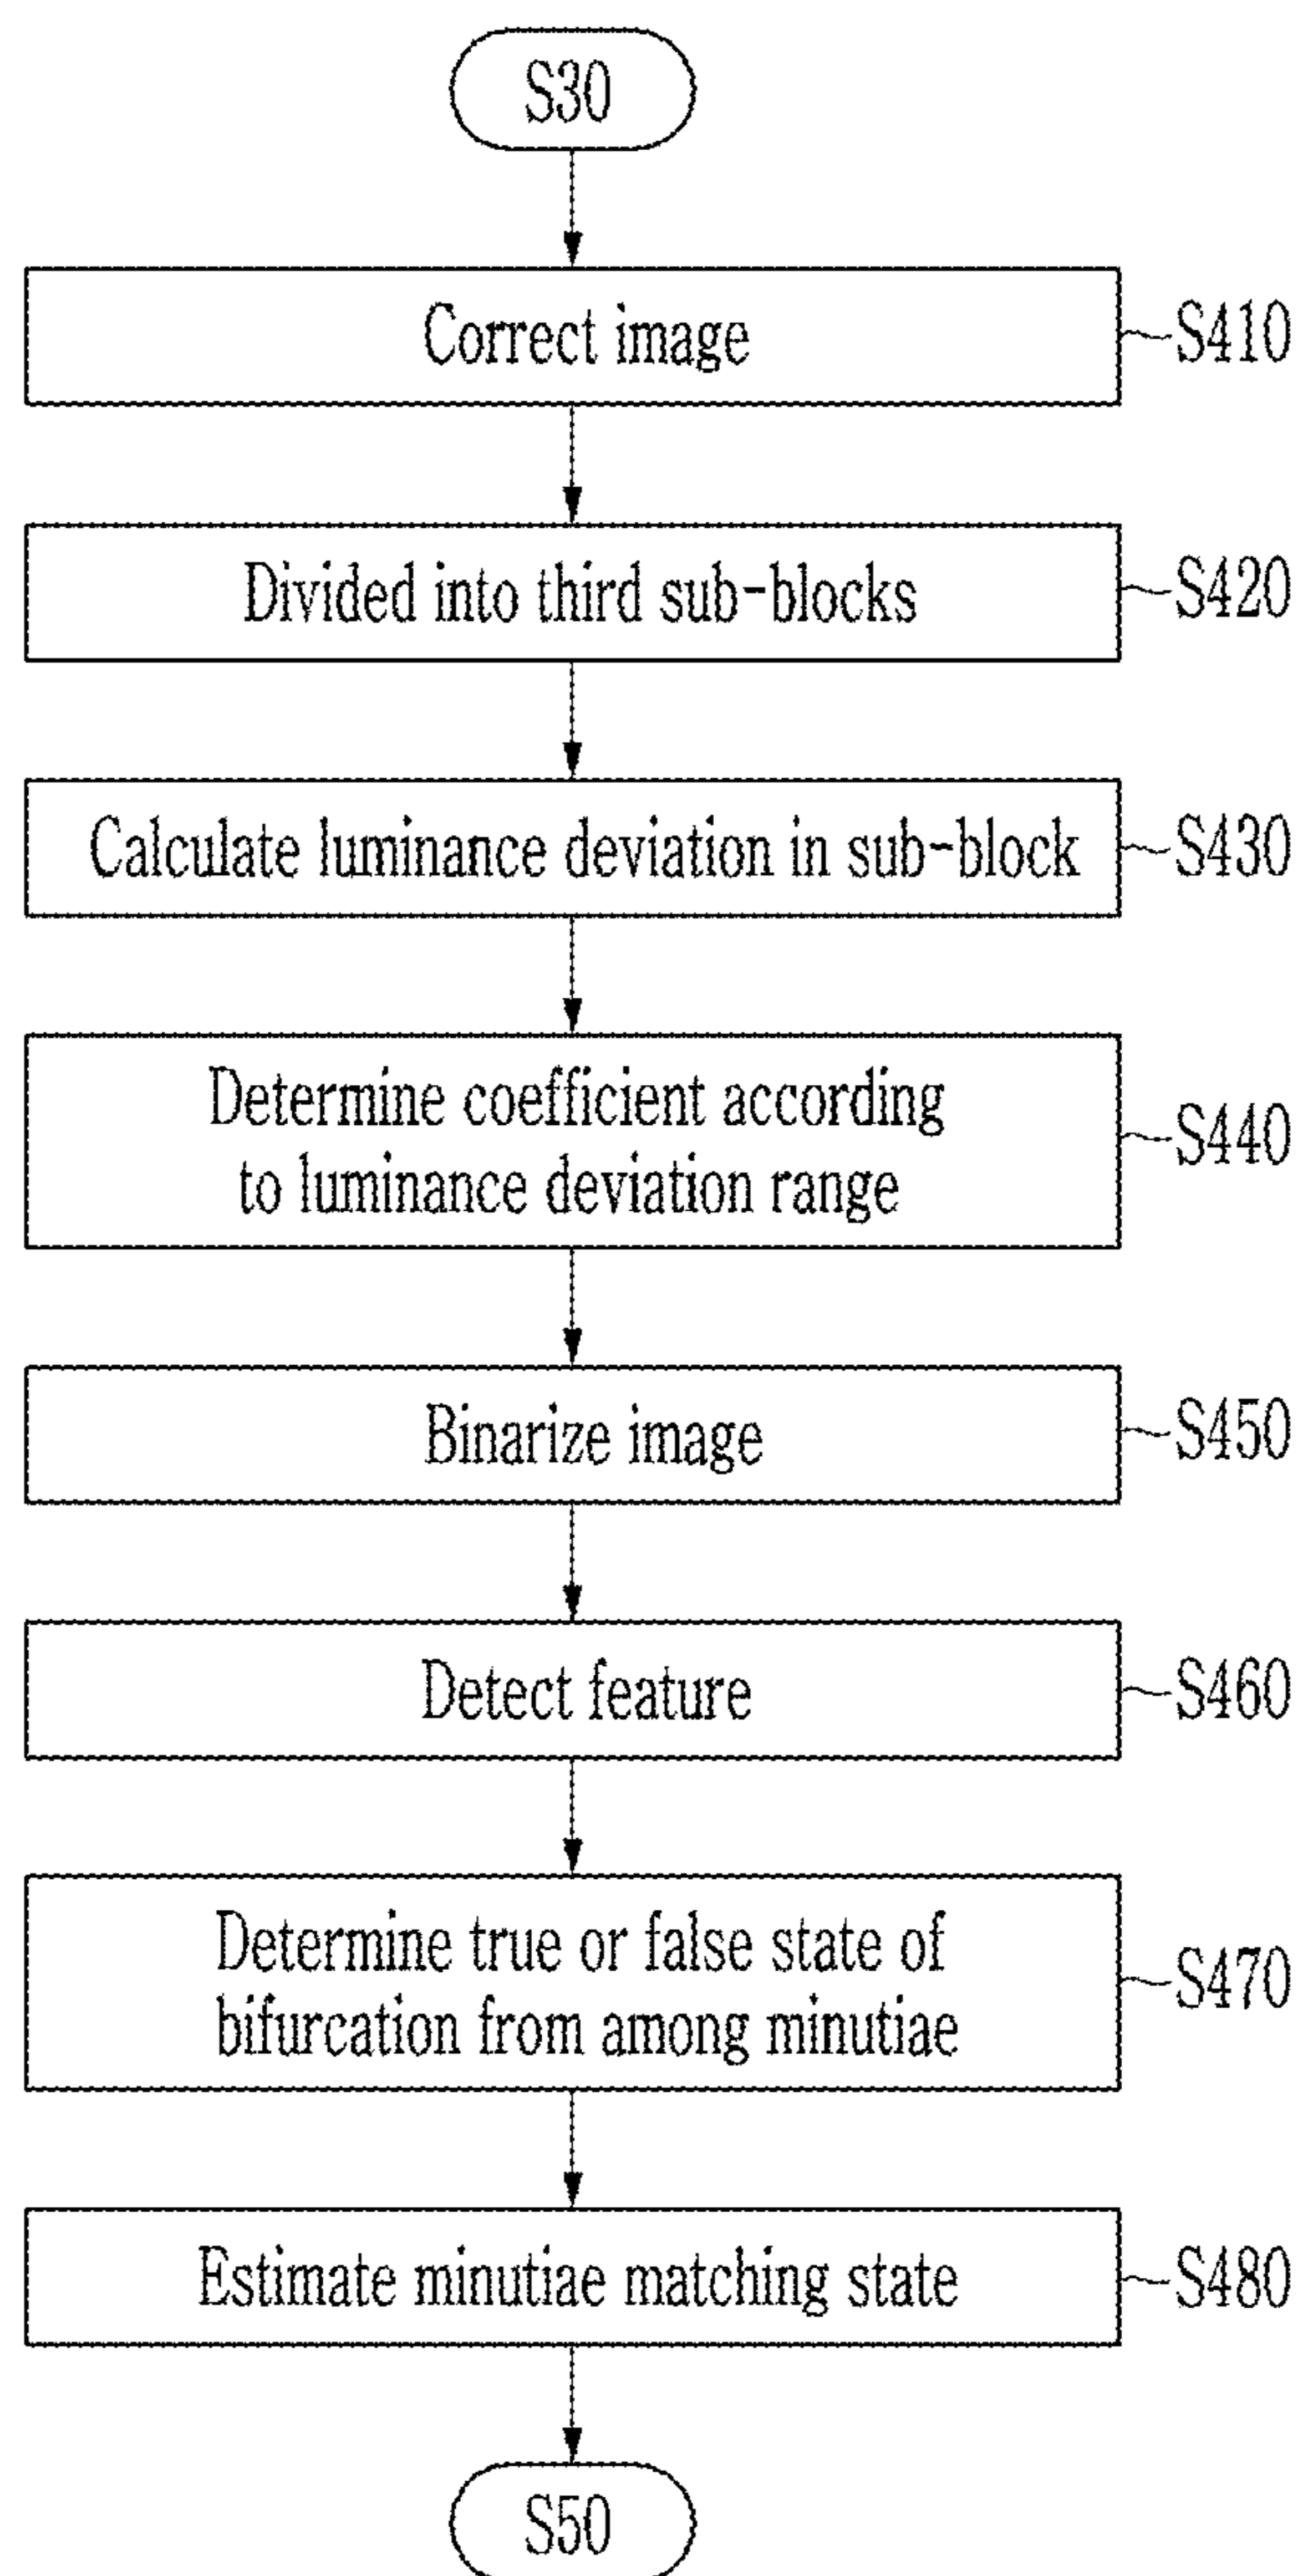 S30
Correct image
S410
Divided into third sub-blocks
S420
Calculate luminance deviation in sub-block
S430
Determine coefficient according
to luminance deviation range
S440
Binarize image
S450
Detect feature
S460
Determine true or false state of
bifurcation from among minutiae
S470
Estimate minutiae matching state
S480
S50